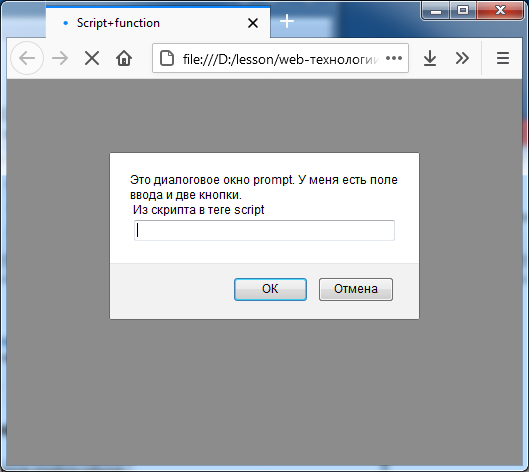 Script+function
file:///D:/lesson/web-технологии
Это диалоговое окно prompt. У меня есть поле
ввода и две кнопки.
Из скрипта в теге script
OK
Отмена